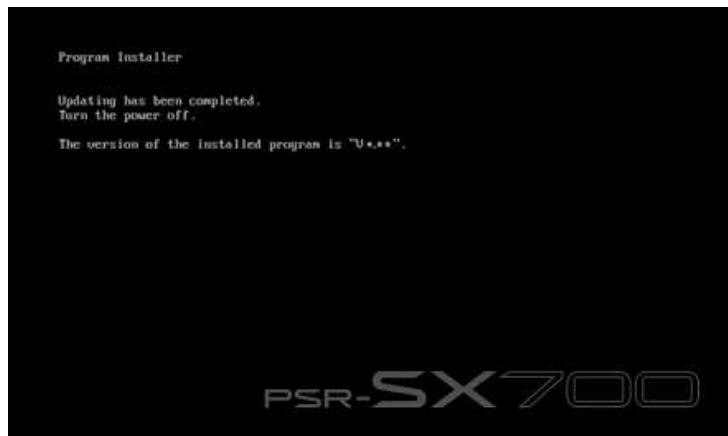 Program Installer
Updating has been completed.
Turn the power off.
The version of the installed program is "V*.**".
PSR-SX700